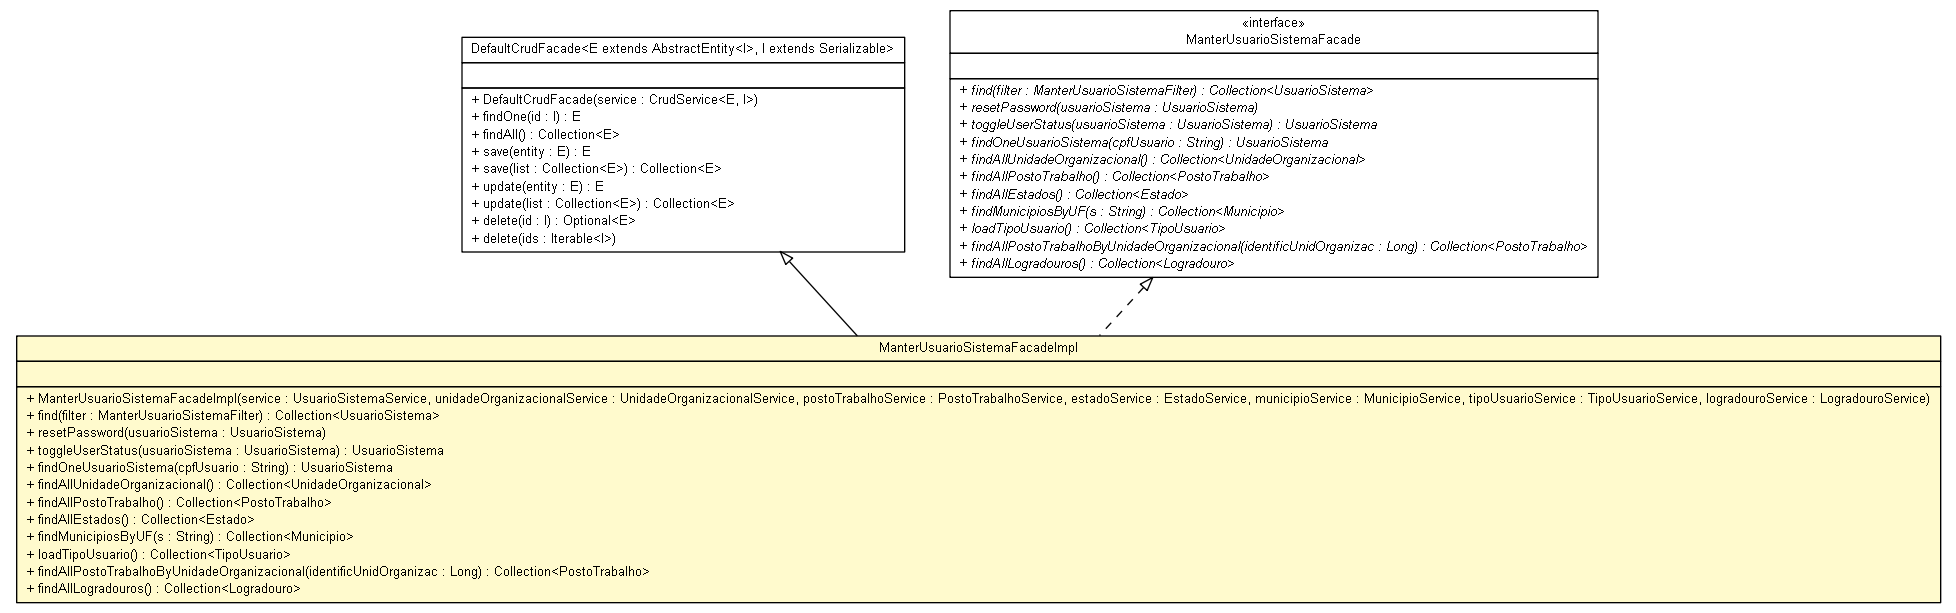 DefaultCrudFacade<E extends AbstractEntity<I>, I extends Serializable>
+ DefaultCrudFacade(service : CrudService<E, I>)
+ findOne(id : I) : E
+ findAll() : Collection<E>
+ save(entity : E) : E
+ save(list : Collection<E>) : Collection<E>
+ update(entity : E) : E
+ update(list : Collection<E>) : Collection<E>
+ delete(id : I) : Optional<E>
+ delete(ids : Iterable<I>)
«interface»
ManterUsuarioSistemaFacade
+ find(filter : ManterUsuarioSistemaFilter) : Collection<UsuarioSistema>
+ resetPassword(usuarioSistema : UsuarioSistema)
+ toggleUserStatus(usuarioSistema : UsuarioSistema) : UsuarioSistema
+ findOneUsuarioSistema(cpfUsuario : String) : UsuarioSistema
+ findAllUnidadeOrganizacional() : Collection<UnidadeOrganizacional>
+ findAllPostoTrabalho() : Collection<PostoTrabalho>
+ findAllEstados() : Collection<Estado>
+ findMunicipiosByUF(s : String) : Collection<Municipio>
+ loadTipoUsuario() : Collection<TipoUsuario>
+ findAllPostoTrabalhoByUnidadeOrganizacional(identificUnidOrganizac : Long) : Collection<PostoTrabalho>
+ findAllLogradouros() : Collection<Logradouro>
ManterUsuarioSistemaFacadeImpl
+ ManterUsuarioSistemaFacadeImpl(service : UsuarioSistemaService, unidadeOrganizacionalService : UnidadeOrganizacionalService, postoTrabalhoService : PostoTrabalhoService, estadoService : EstadoService, municipioService : MunicipioService, tipoUsuarioService : TipoUsuarioService, logradouroService : LogradouroService)
+ find(filter : ManterUsuarioSistemaFilter) : Collection<UsuarioSistema>
+ resetPassword(usuarioSistema : UsuarioSistema)
+ toggleUserStatus(usuarioSistema : UsuarioSistema) : UsuarioSistema
+ findOneUsuarioSistema(cpfUsuario : String) : UsuarioSistema
+ findAllUnidadeOrganizacional() : Collection<UnidadeOrganizacional>
+ findAllPostoTrabalho() : Collection<PostoTrabalho>
+ findAllEstados() : Collection<Estado>
+ findMunicipiosByUF(s : String) : Collection<Municipio>
+ loadTipoUsuario() : Collection<TipoUsuario>
+ findAllPostoTrabalhoByUnidadeOrganizacional(identificUnidOrganizac : Long) : Collection<PostoTrabalho>
+ findAllLogradouros() : Collection<Logradouro>